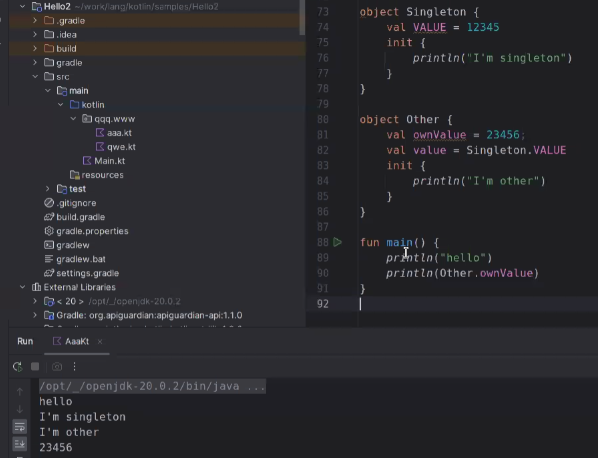 Hello2 ~/work/lang/kotlin/samples/Hello2
.gradle
.idea
build
gradle
src
main
kotlin
qqq.www
aaa.kt
qwe.kt
Main.kt
resources
test
.gitignore
build.gradle
gradle.properties
gradlew
gradlew.bat
settings.gradle
External Libraries
< 20 > /opt/_/openjdk-20.0.2
Gradle: org.apiguardian:apiguardian-api:1.1.0
73 object Singleton {
74 val VALUE = 12345
75 init {
76 println("I'm singleton")
77 }
78 }
79
80 object Other {
81 val ownValue = 23456;
82 val value = Singleton.VALUE
83 init {
84 println("I'm other")
85 }
86 }
87
88 fun main() {
89 println("hello")
90 println(Other.ownValue)
91 }
92
Run AaaKt ×
/opt/_/openjdk-20.0.2/bin/java ...
hello
I'm singleton
I'm other
23456